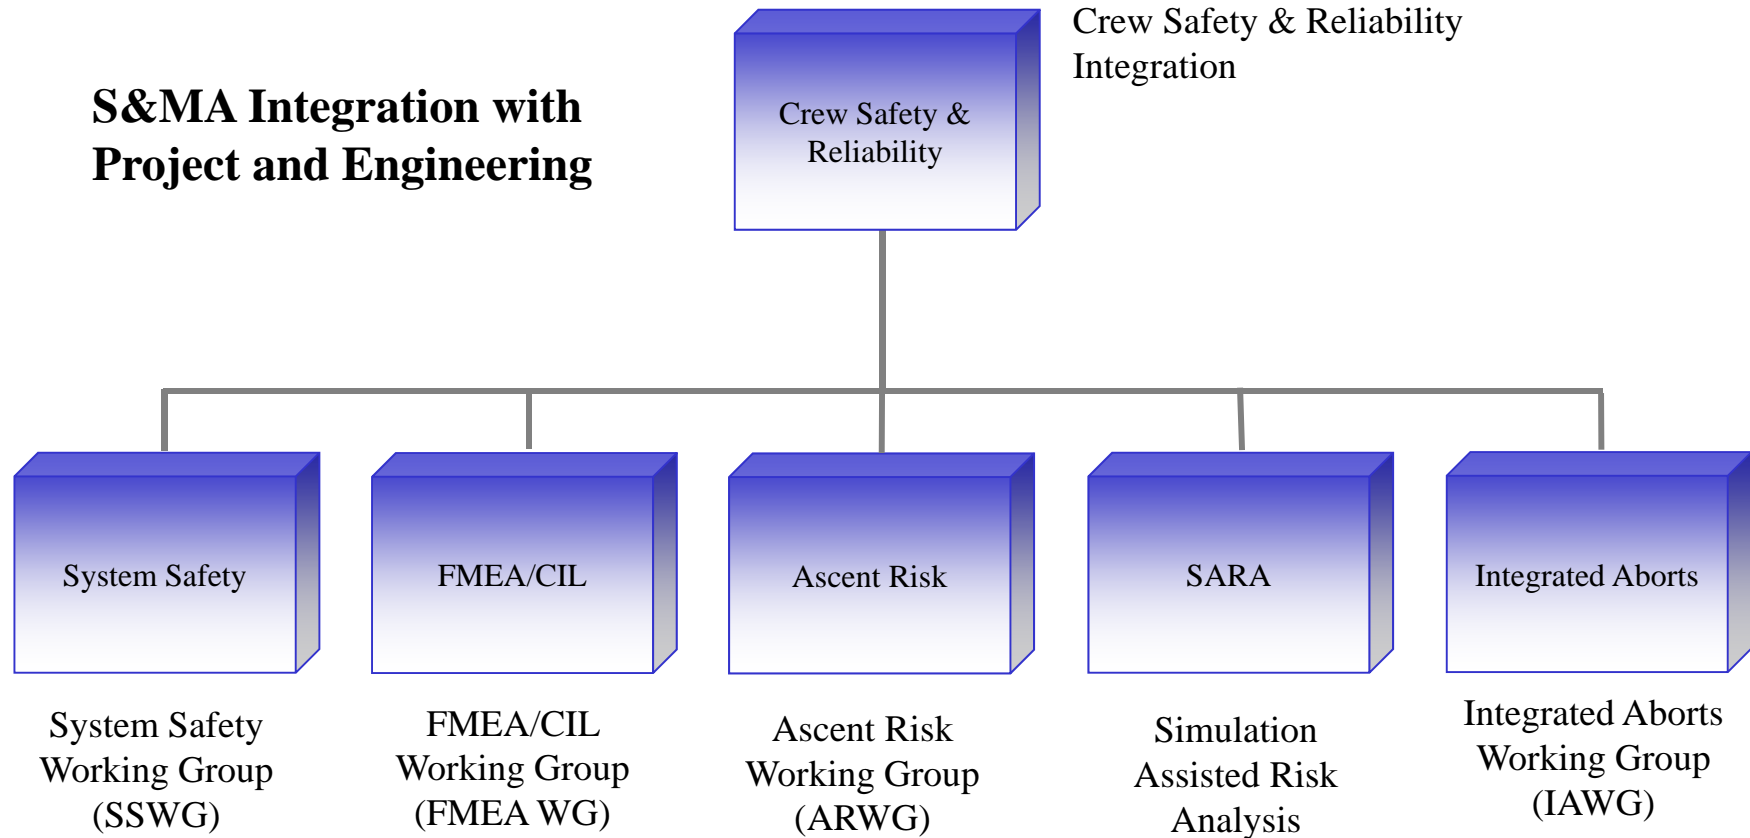 Crew Safety & Reliability
Integration
S&MA Integration with
Project and Engineering
Crew Safety &
Reliability
System Safety
FMEA/CIL
Ascent Risk
SARA
Integrated Aborts
System Safety
Working Group
(SSWG)
FMEA/CIL
Working Group
(FMEA WG)
Ascent Risk
Working Group
(ARWG)
Simulation
Assisted Risk
Analysis
Integrated Aborts
Working Group
(IAWG)